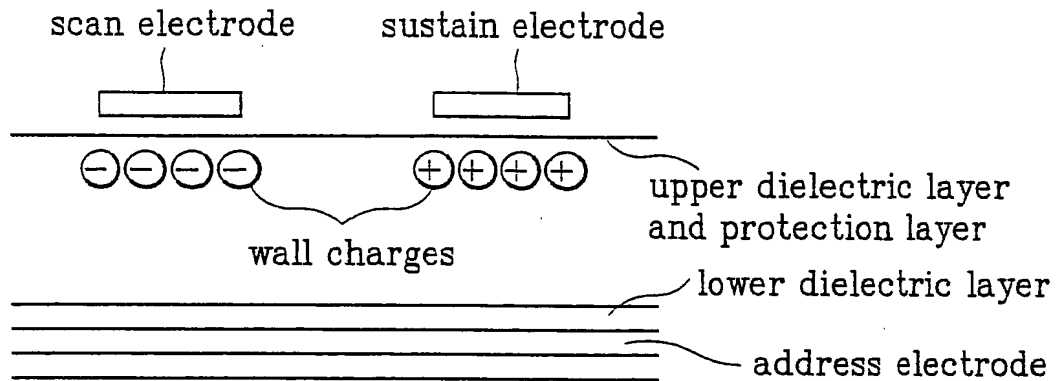 scan electrode
sustain electrode
− − − −
+ + + +
upper dielectric layer
and protection layer
wall charges
lower dielectric layer
address electrode